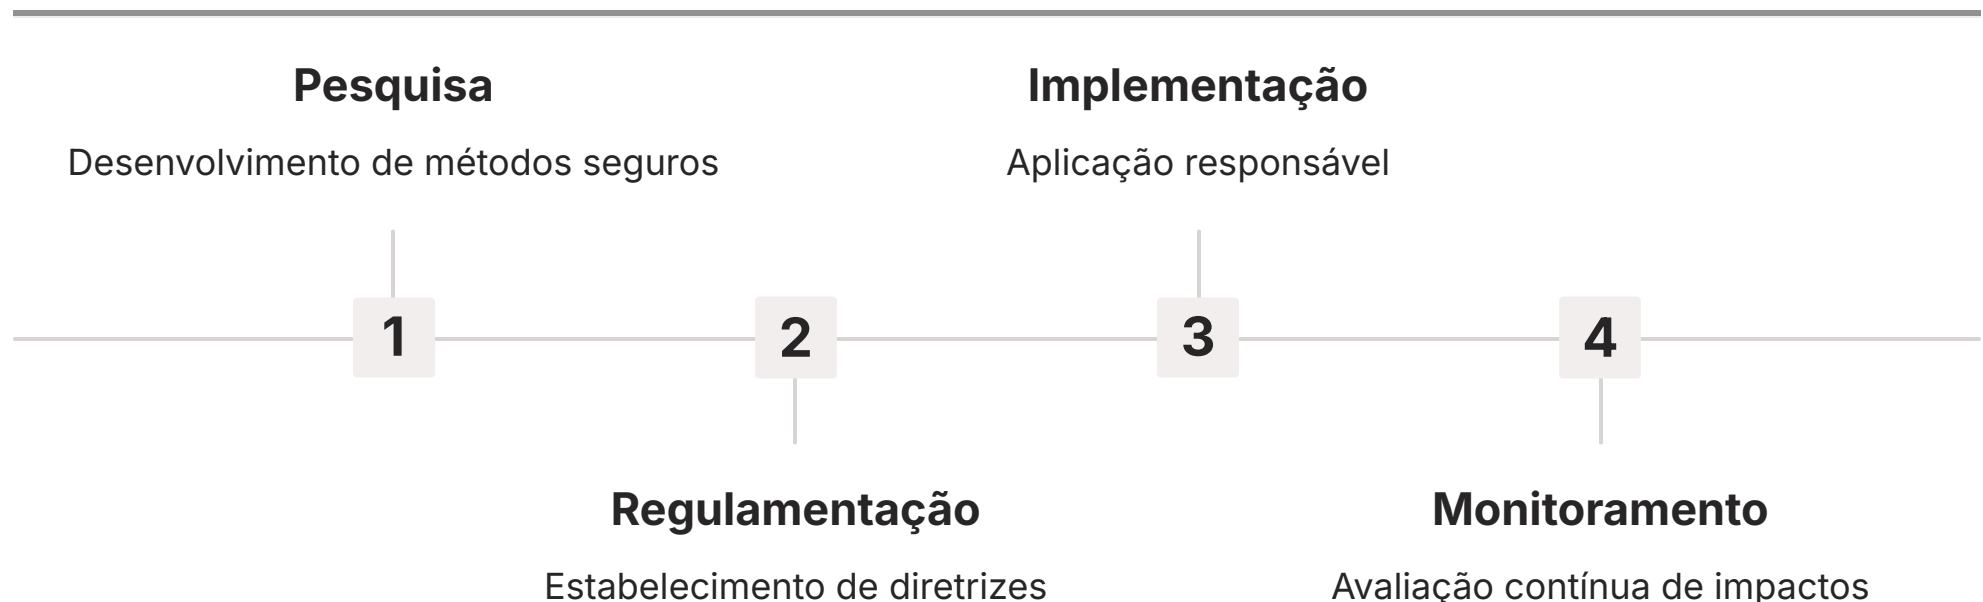 Pesquisa
Desenvolvimento de métodos seguros
Implementação
Aplicação responsável
1
2
3
4
Regulamentação
Estabelecimento de diretrizes
Monitoramento
Avaliação contínua de impactos